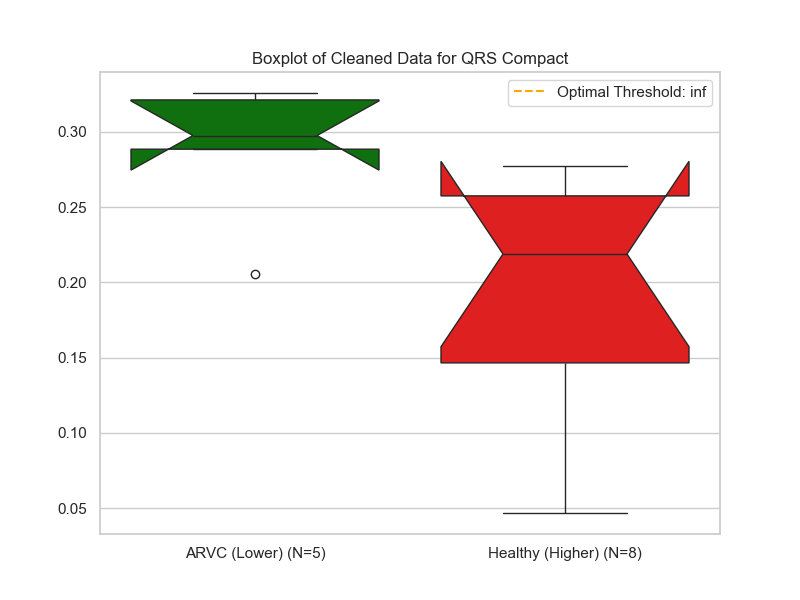 Boxplot of Cleaned Data for QRS Compact
Optimal Threshold: inf
0.30
0.25
0.20
0.15
0.10
0.05
ARVC (Lower) (N=5)
Healthy (Higher) (N=8)